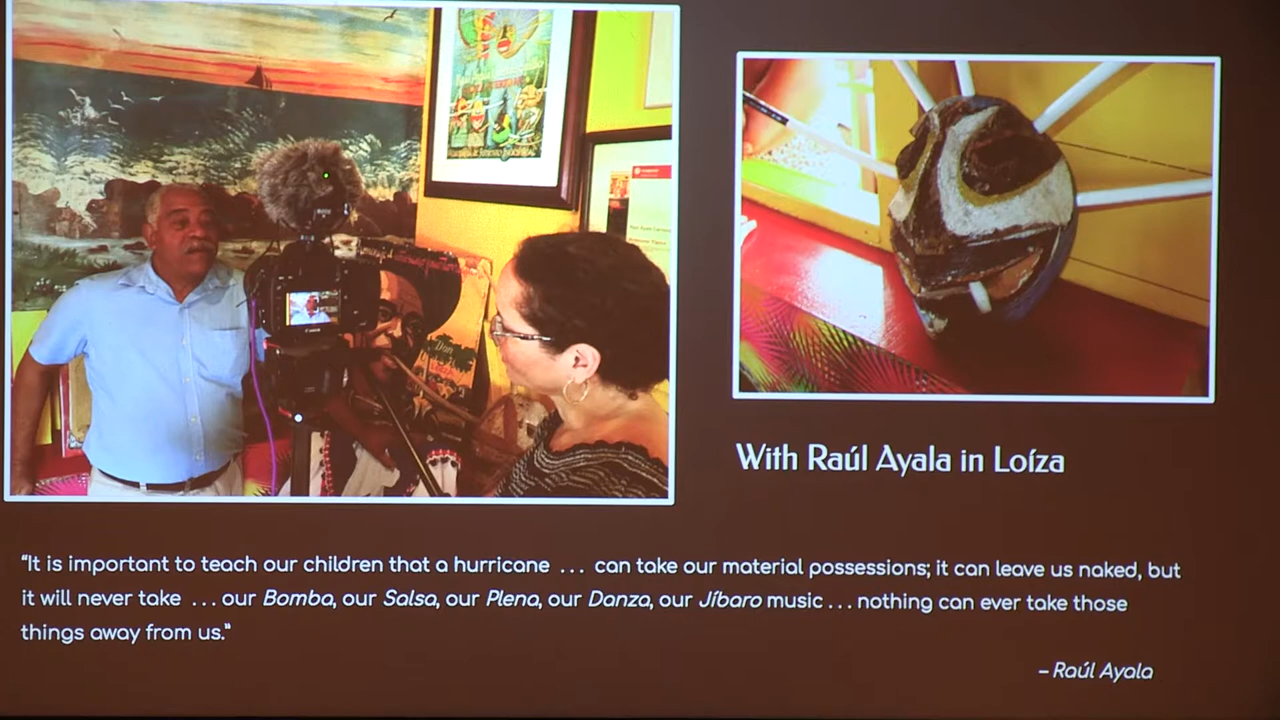 With Raúl Ayala in Loíza
“It is important to teach our children that a hurricane ... can take our material possessions; it can leave us naked, but
it will never take ... our Bomba, our Salsa, our Plena, our Danza, our Jíbaro music ... nothing can ever take those
things away from us.”
– Raúl Ayala
Canon
Don